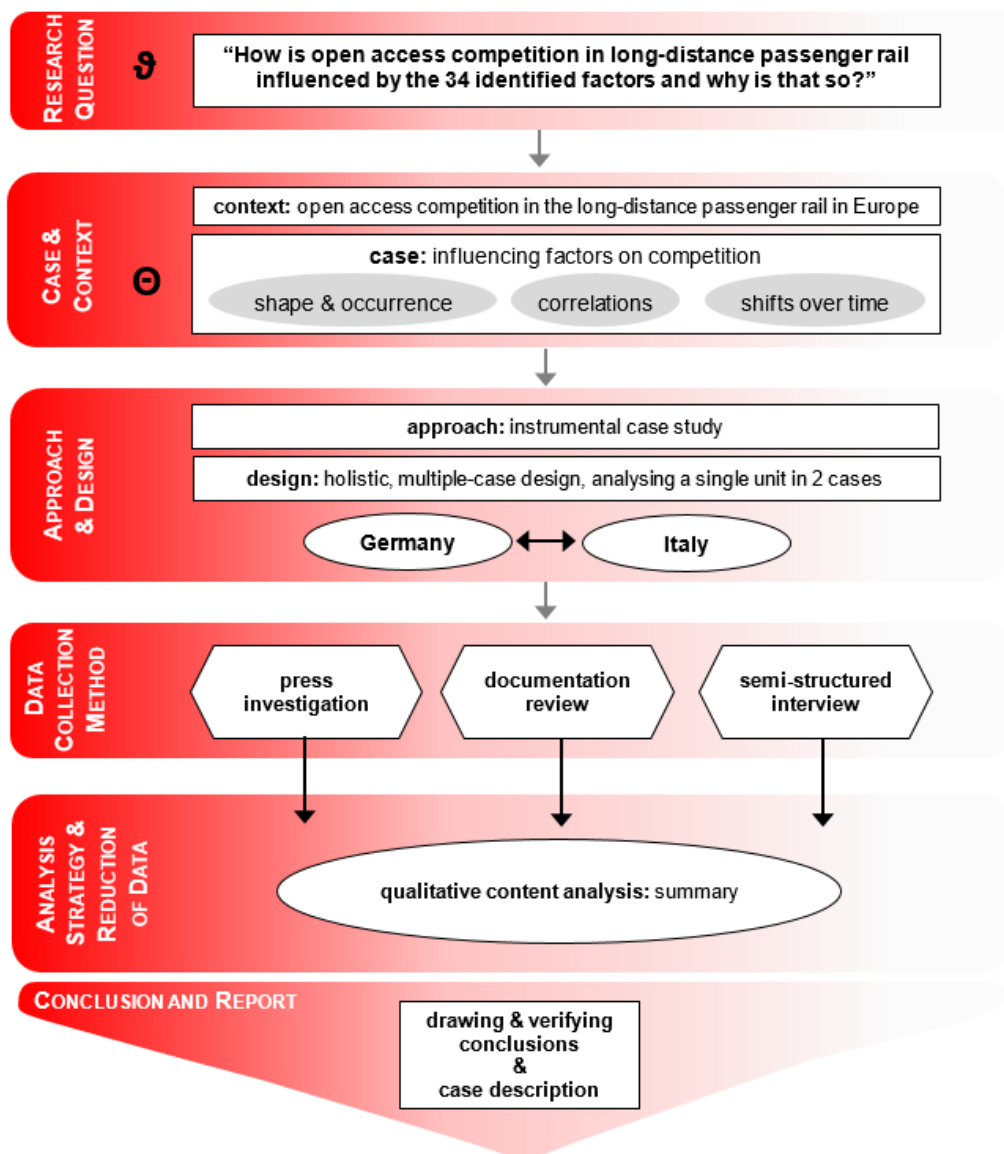 RESEARCH
QUESTION
ϑ
“How is open access competition in long-distance passenger rail
influenced by the 34 identified factors and why is that so?”
CASE &
CONTEXT
Θ
context: open access competition in the long-distance passenger rail in Europe
case: influencing factors on competition
shape & occurrence
correlations
shifts over time
APPROACH
& DESIGN
approach: instrumental case study
design: holistic, multiple-case design, analysing a single unit in 2 cases
Germany
Italy
DATA
COLLECTION
METHOD
press
investigation
documentation
review
semi-structured
interview
ANALYSIS
STRATEGY &
REDUCTION
OF DATA
qualitative content analysis: summary
CONCLUSION AND REPORT
drawing & verifying
conclusions
&
case description